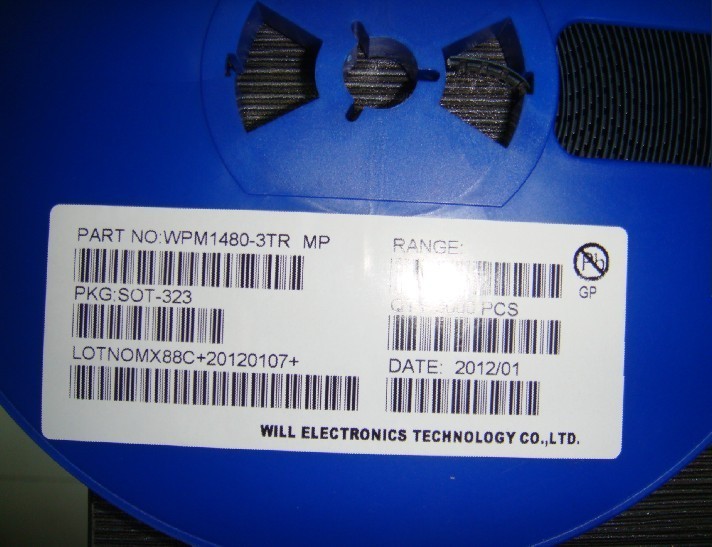 PART NO:WPM1480-3TR MP
PKG:SOT-323
LOTNOMX88C+20120107+
RANGE:
PCS
DATE: 2012/01
Pb
GP
WILL ELECTRONICS TECHNOLOGY CO.,LTD.